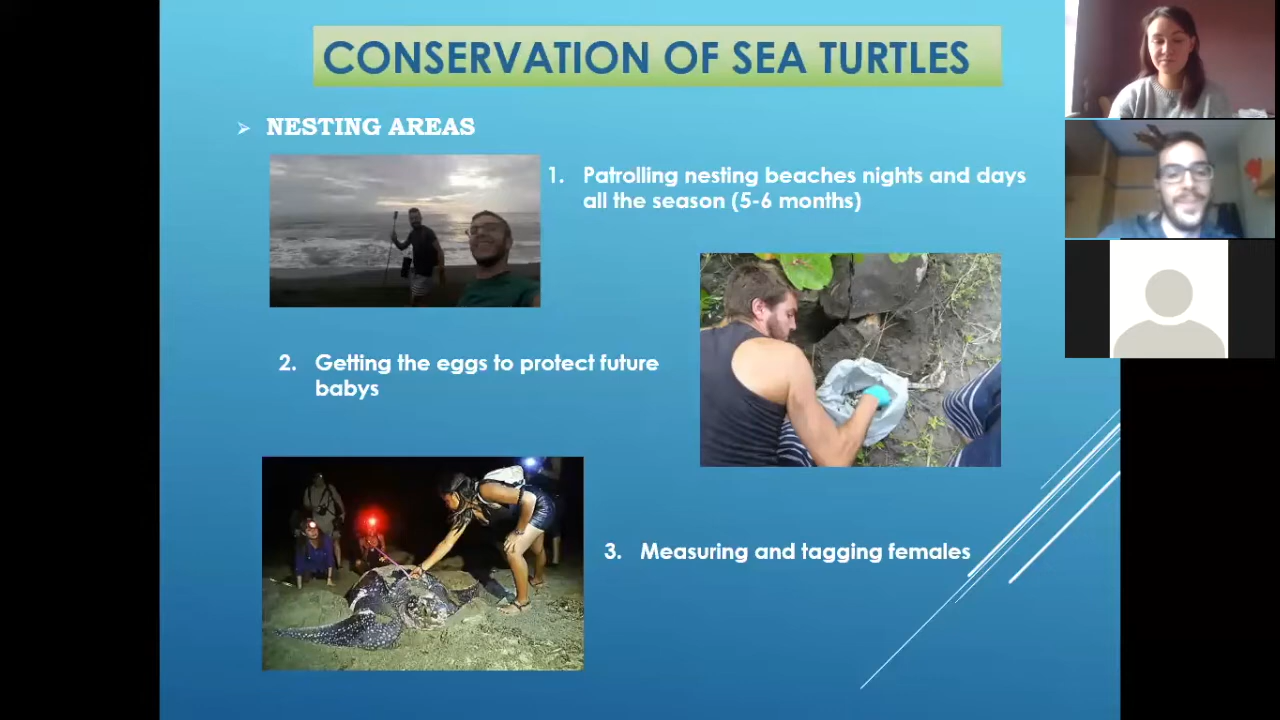 CONSERVATION OF SEA TURTLES
NESTING AREAS
1. Patrolling nesting beaches nights and days
all the season (5-6 months)
2. Getting the eggs to protect future
babys
3. Measuring and tagging females